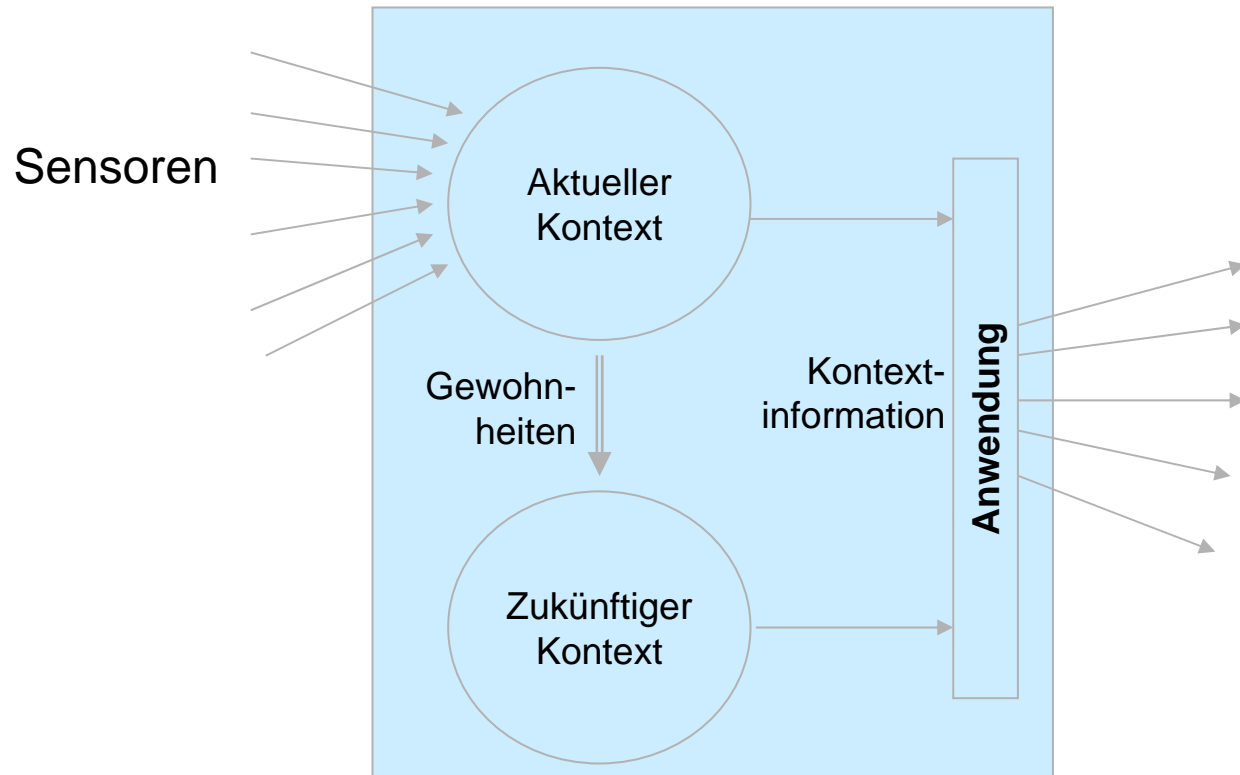 Sensoren
Aktueller
Kontext
Gewohn-
heiten
Kontext-
information
Anwendung
Zukünftiger
Kontext